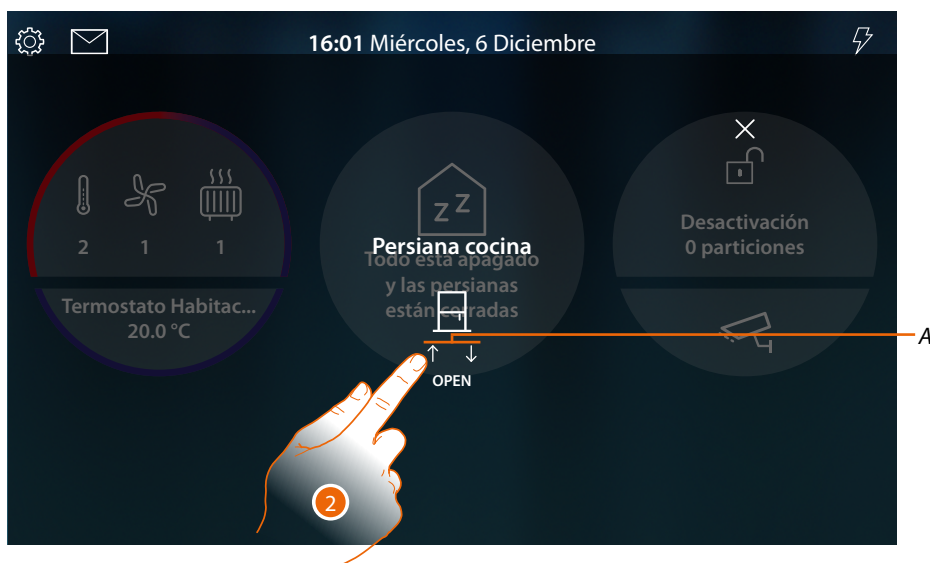 16:01 Miércoles, 6 Diciembre
2 1 1
Termostato Habitac...
20.0 °C
Z Z
Persiana cocina
Todo está apagado
y las persianas
están cerradas
OPEN
Desactivación
0 particiones
A
2